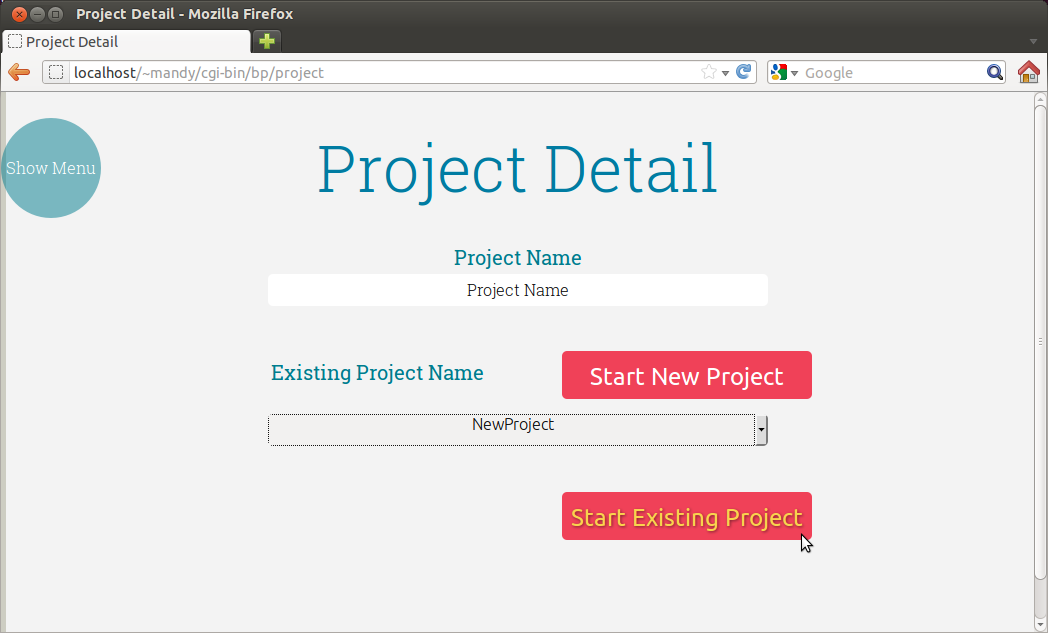 Project Detail - Mozilla Firefox
Project Detail
localhost/~mandy/cgi-bin/bp/project
Google
Show Menu
Project Detail
Project Name
Project Name
Existing Project Name
Start New Project
NewProject
Start Existing Project